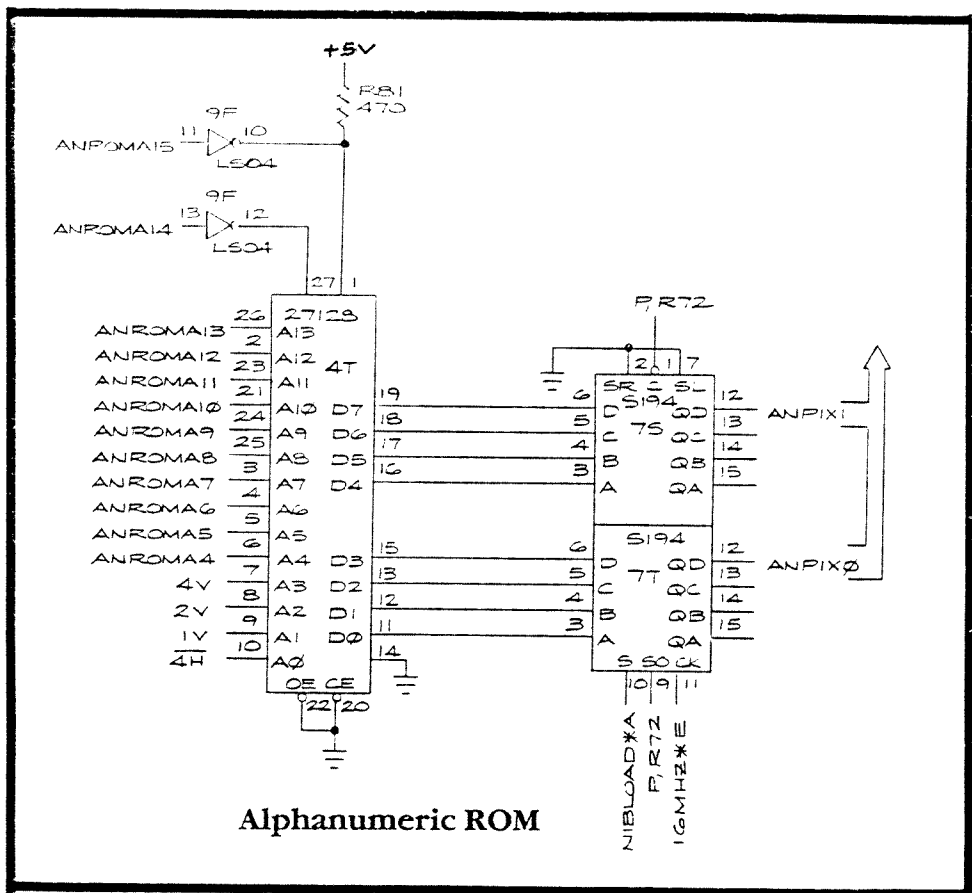 +5V
R81
470
9F
11 10
ANROMA15
LS04
9F
13 12
ANROMA14
LS04
27 1
27128
4T
26
ANROMA13 A13
2
ANROMA12 A12
23
ANROMA11 A11
21
ANROMA1Ø A1Ø
24
ANROMA9 A9
25
ANROMA8 A8
3
ANROMA7 A7
4
ANROMA6 A6
5
ANROMA5 A5
6
ANROMA4 A4
7
4V A3
8
2V A2
9
1V A1
10
4H AØ
D7 19
D6 18
D5 17
D4 16
D3 15
D2 13
D1 12
DØ 11
14
OE CE
22 20
P,R72
2 1 7
SR C SL
S194
7S
6 D QD 12 ANPIX1
5 C QC 13
4 B QB 14
3 A QA 15
S194
7T
6 D QD 12 ANPIXØ
5 C QC 13
4 B QB 14
3 A QA 15
S SO CK
10 9 11
NIBLOAD*A
P,R72
16MHZ*E
Alphanumeric ROM